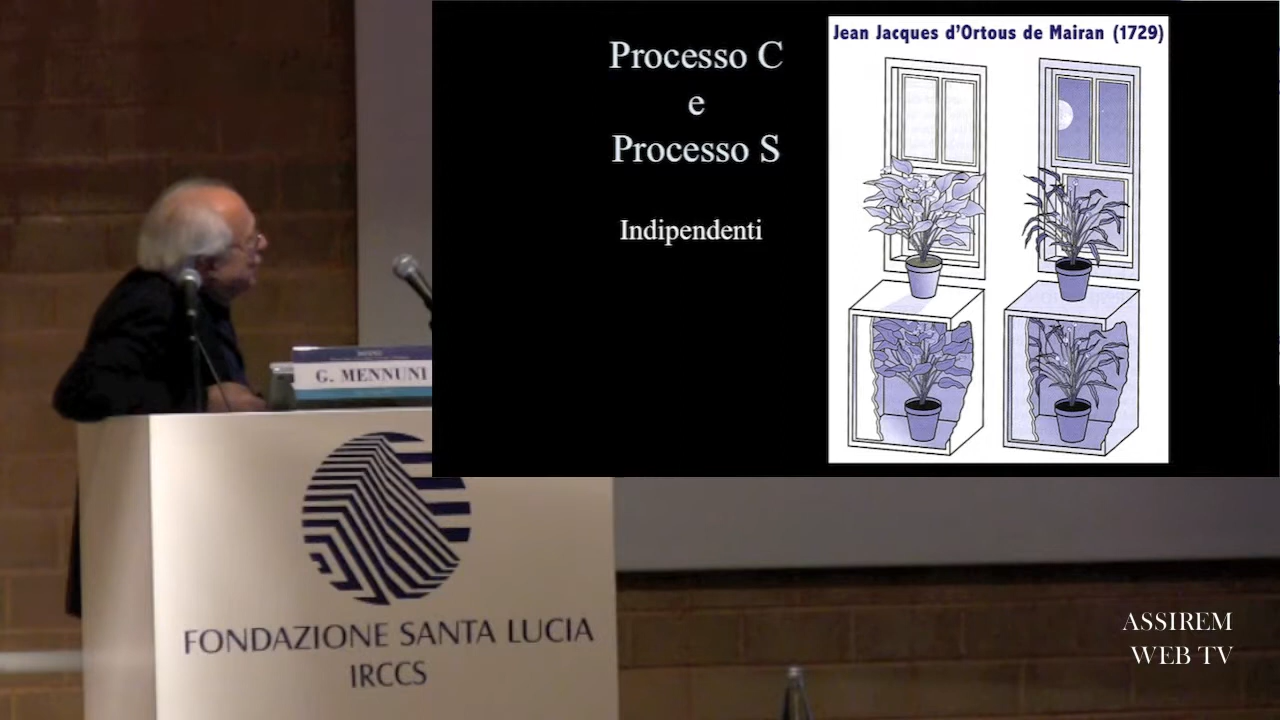 Processo C
e
Processo S
Indipendenti
Jean Jacques d'Ortous de Mairan (1729)
G. MENNUNI
FONDAZIONE SANTA LUCIA
IRCCS
ASSIREM
WEB TV